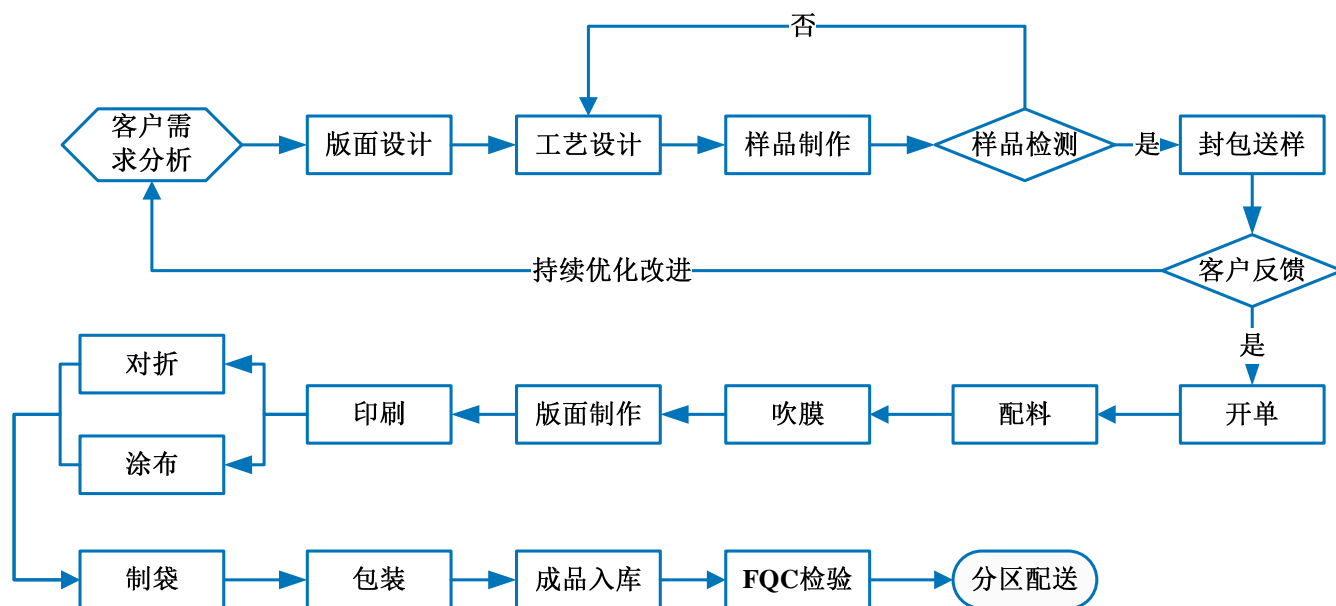 否
客户需
求分析
版面设计
工艺设计
样品制作
样品检测
是
封包送样
持续优化改进
客户反馈
是
对折
印刷
版面制作
吹膜
配料
开单
涂布
制袋
包装
成品入库
FQC检验
分区配送